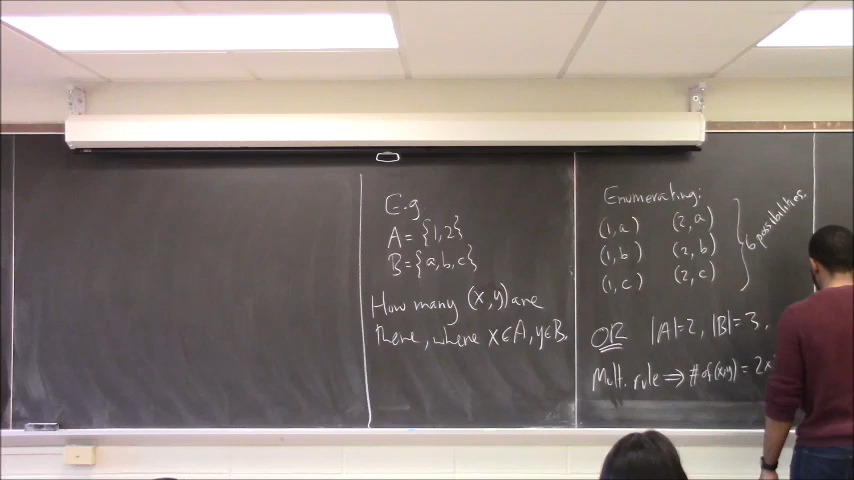 E.g
A = {1,2}
B = {a,b,c}
How many (x,y) are
there, where x∈A, y∈B.
Enumerating:
(1,a) (2,a)
(1,b) (2,b)
(1,c) (2,c)
6 possibilities.
OR |A|=2, |B|=3,
Mult. rule ⇒ # of (x,y) = 2x